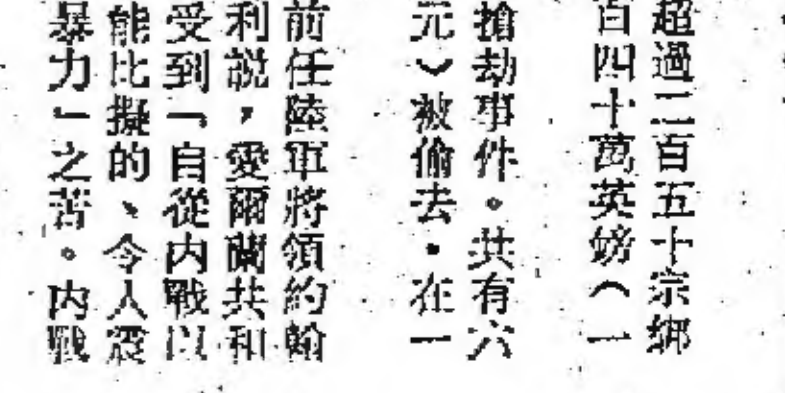 超過二百五十宗綁
百四十萬英鎊（一
搶劫事件。共有六
元）被偷去．在一
前任陸軍將領約翰
利説，愛爾蘭共和
受到「自從内戰以
能比擬的、令人震
暴力」之苦。内戰